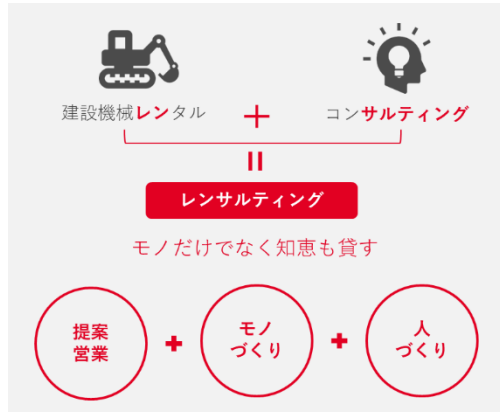 建設機械レンタル + コンサルティング
=
レンサルティング
モノだけでなく知恵も貸す
提案
営業
+
モノ
づくり
+
人
づくり